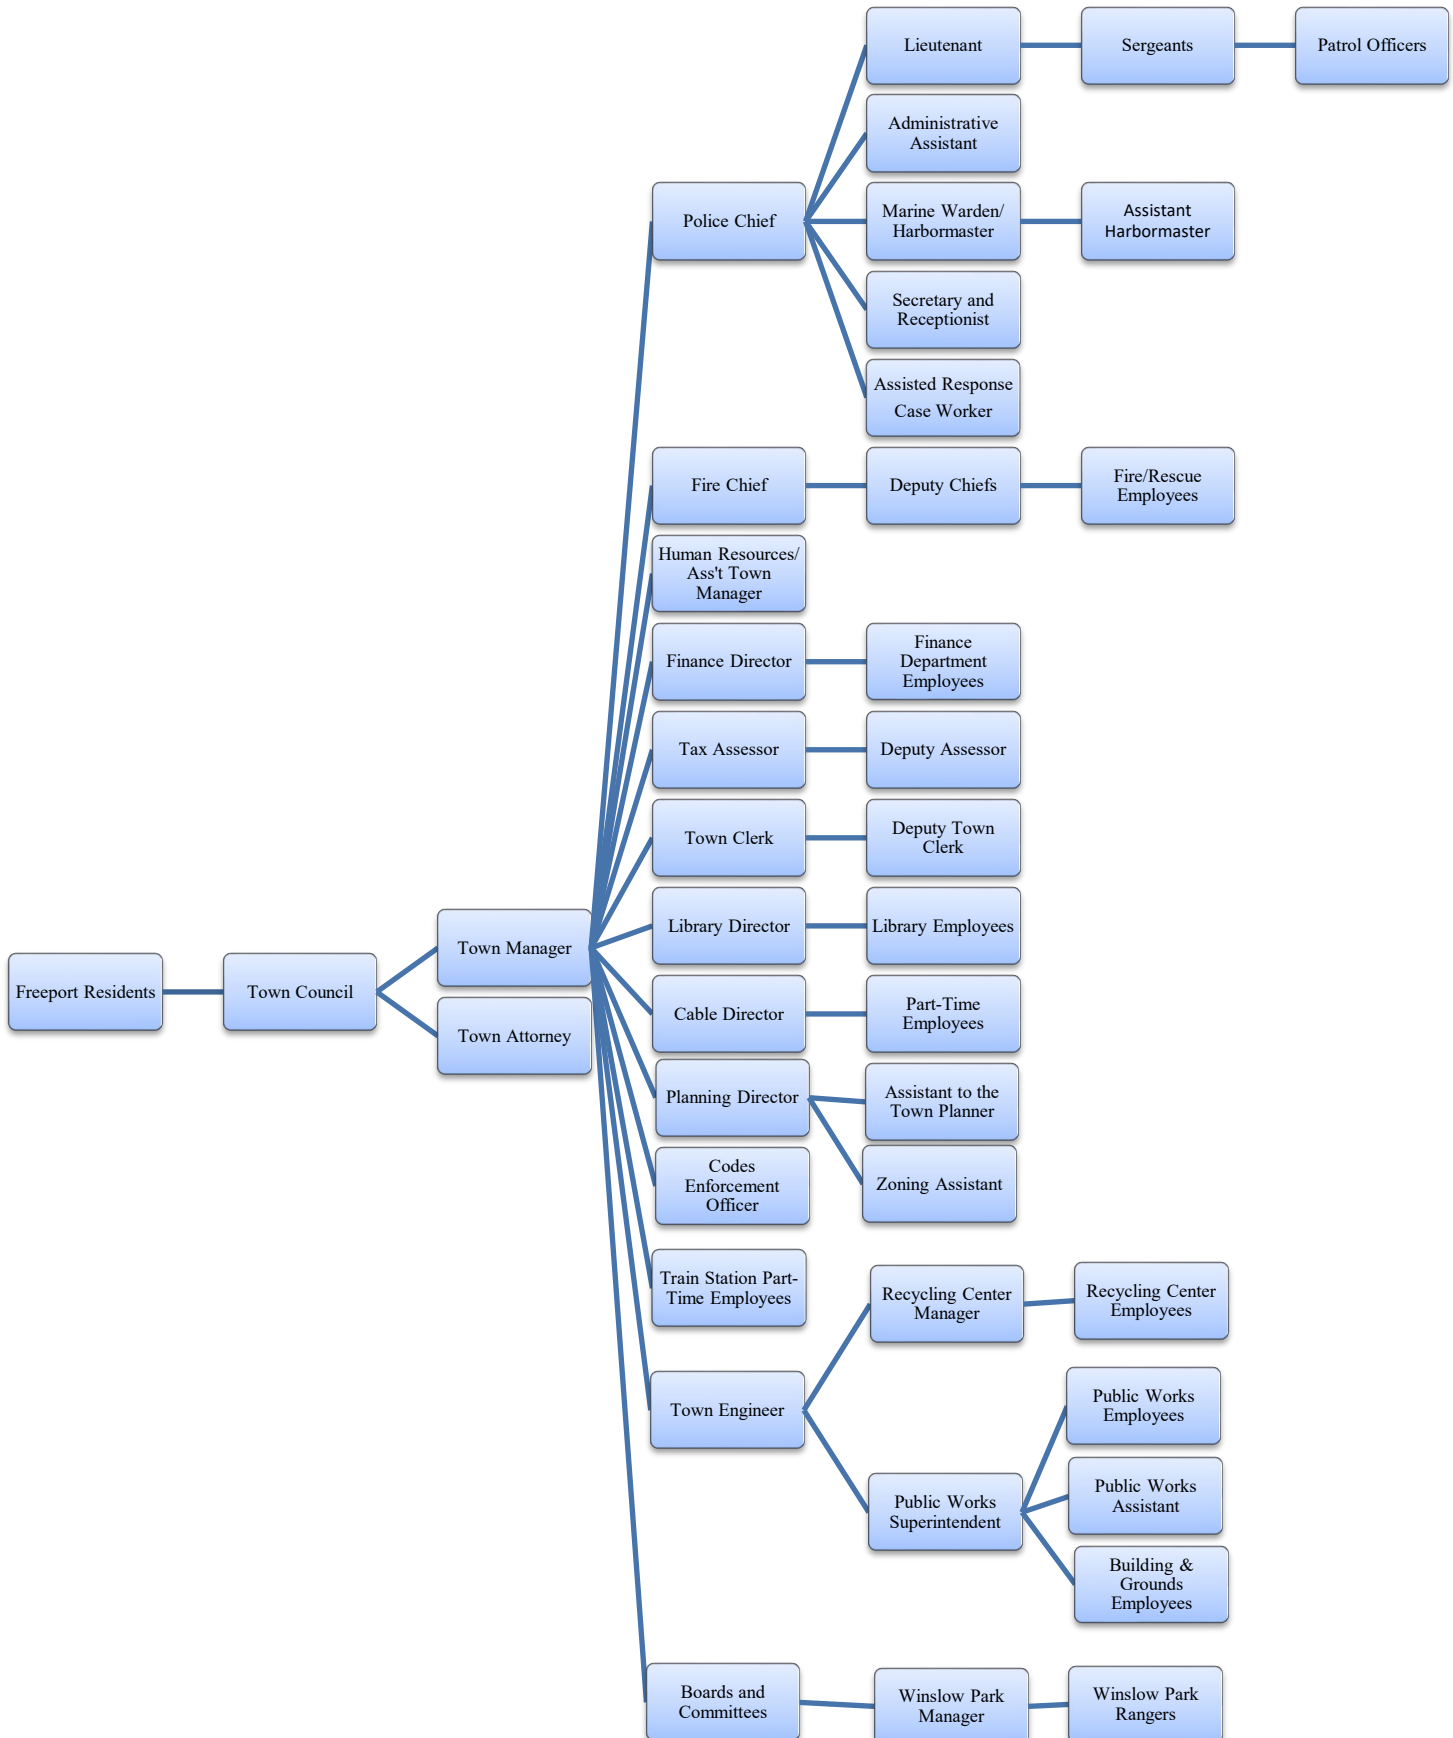 Freeport Residents
Town Council
Town Manager
Town Attorney
Police Chief
Lieutenant
Sergeants
Patrol Officers
Administrative
Assistant
Marine Warden/
Harbormaster
Assistant
Harbormaster
Secretary and
Receptionist
Assisted Response
Case Worker
Fire Chief
Deputy Chiefs
Fire/Rescue
Employees
Human Resources/
Ass't Town
Manager
Finance Director
Finance
Department
Employees
Tax Assessor
Deputy Assessor
Town Clerk
Deputy Town
Clerk
Library Director
Library Employees
Cable Director
Part-Time
Employees
Planning Director
Assistant to the
Town Planner
Zoning Assistant
Codes
Enforcement
Officer
Train Station Part-
Time Employees
Town Engineer
Recycling Center
Manager
Recycling Center
Employees
Public Works
Superintendent
Public Works
Employees
Public Works
Assistant
Building &
Grounds
Employees
Boards and
Committees
Winslow Park
Manager
Winslow Park
Rangers